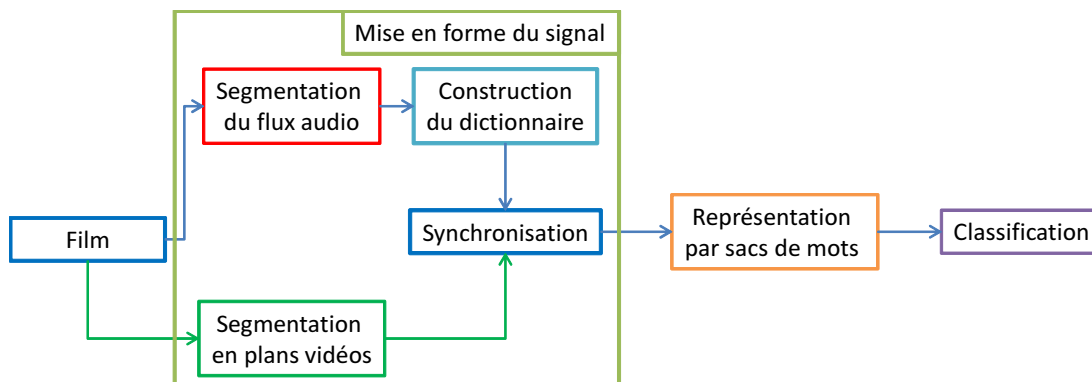 Mise en forme du signal
Segmentation
du flux audio
Construction
du dictionnaire
Film
Synchronisation
Représentation
par sacs de mots
Classification
Segmentation
en plans vidéos